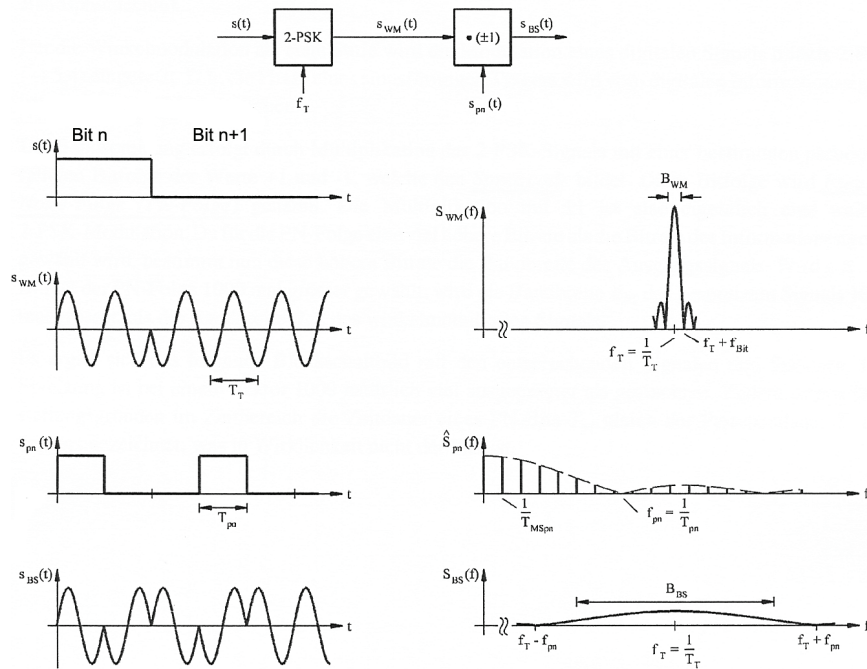 s(t)
2-PSK
s_WM(t)
• (±1)
s_BS(t)
f_T
s_pn(t)
Bit n
Bit n+1
s(t)
t
B_WM
S_WM(f)
f
f_T = 1/T_T
f_T + f_Bit
s_WM(t)
t
T_T
s_pn(t)
t
T_pn
Ŝ_pn(f)
f
1/T_MSpn
f_pn = 1/T_pn
s_BS(t)
t
S_BS(f)
B_BS
f
f_T - f_pn
f_T = 1/T_T
f_T + f_pn